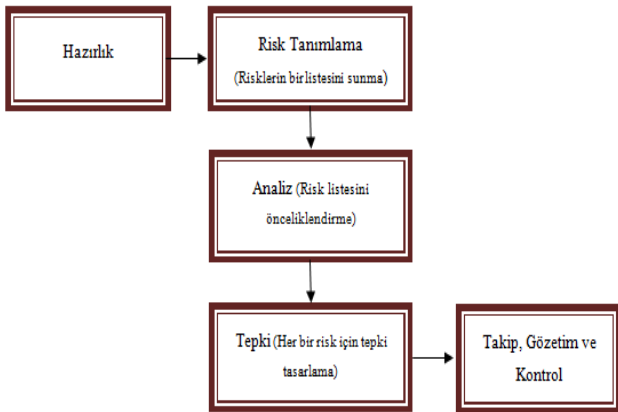 Hazırlık
Risk Tanımlama
(Risklerin bir listesini sunma)
Analiz (Risk listesini
önceliklendirme)
Tepki (Her bir risk için tepki
tasarlama)
Takip, Gözetim ve
Kontrol